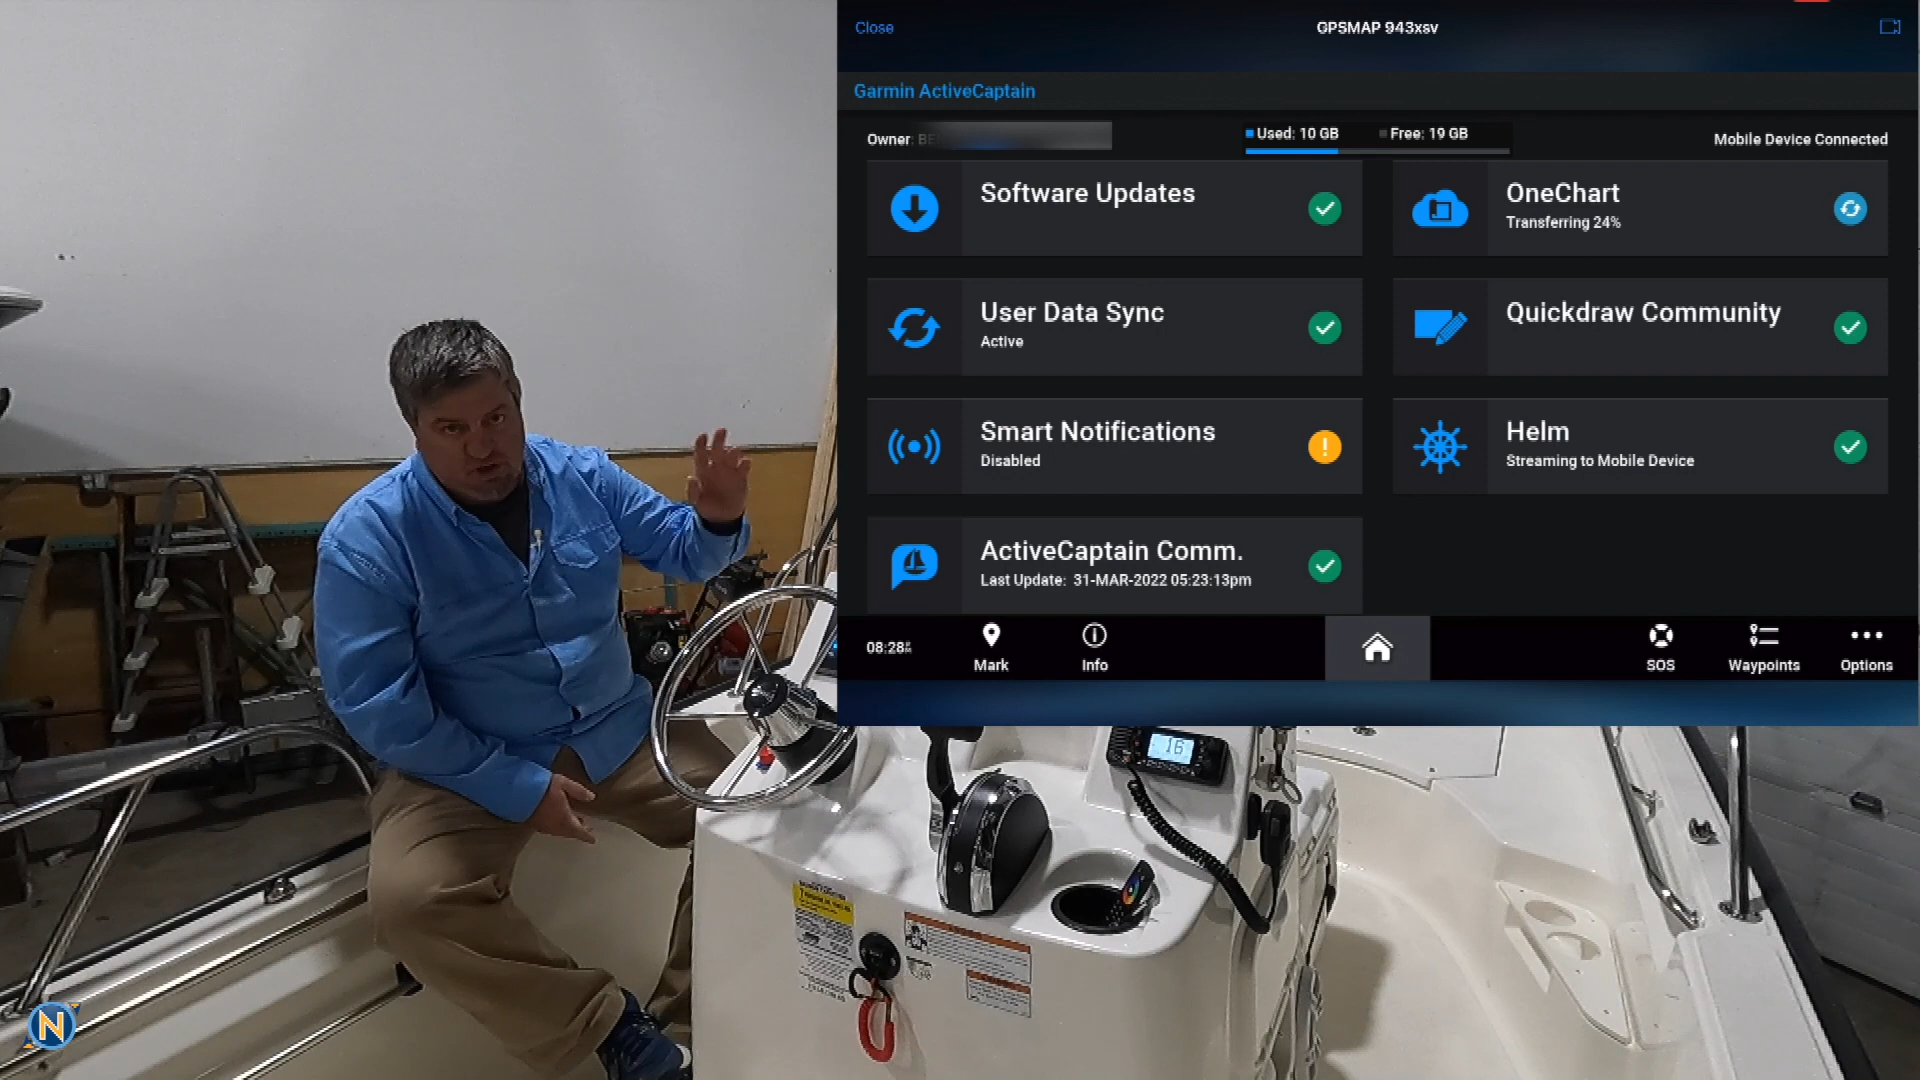 Close
GPSMAP 943xsv
Garmin ActiveCaptain
Owner:
Used: 10 GB
Free: 19 GB
Mobile Device Connected
Software Updates
OneChart
Transferring 24%
User Data Sync
Active
Quickdraw Community
Smart Notifications
Disabled
Helm
Streaming to Mobile Device
ActiveCaptain Comm.
Last Update: 31-MAR-2022 05:23:13pm
08:28
Mark
Info
SOS
Waypoints
Options
16
N